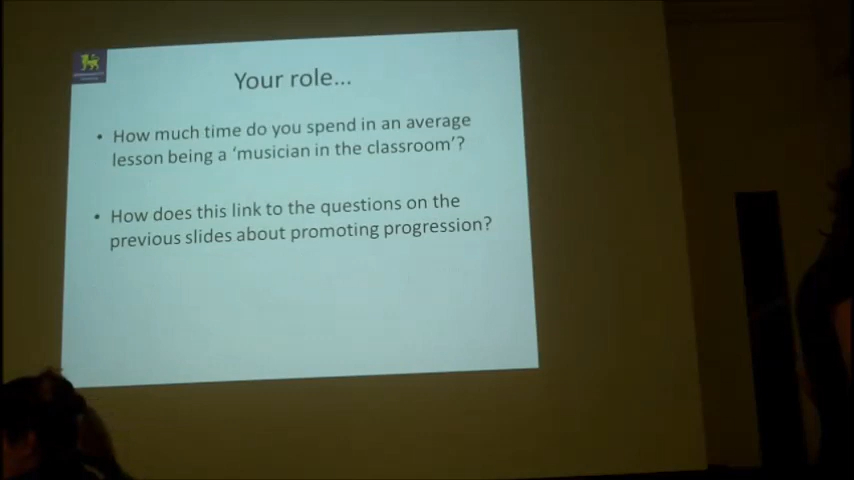 Your role...
• How much time do you spend in an average
lesson being a 'musician in the classroom'?
• How does this link to the questions on the
previous slides about promoting progression?